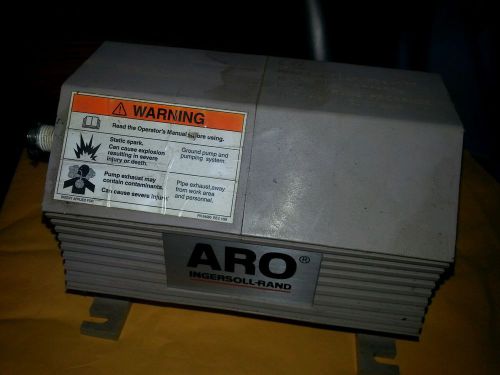 WARNING
Read the Operator's Manual before using.
Static spark.
Can cause explosion
resulting in severe
injury or death.
Ground pump and
pumping system.
Pump exhaust may
contain contaminants.
Can cause severe injury.
Pipe exhaust away
from work area
and personnel.
ARO®
INGERSOLL-RAND